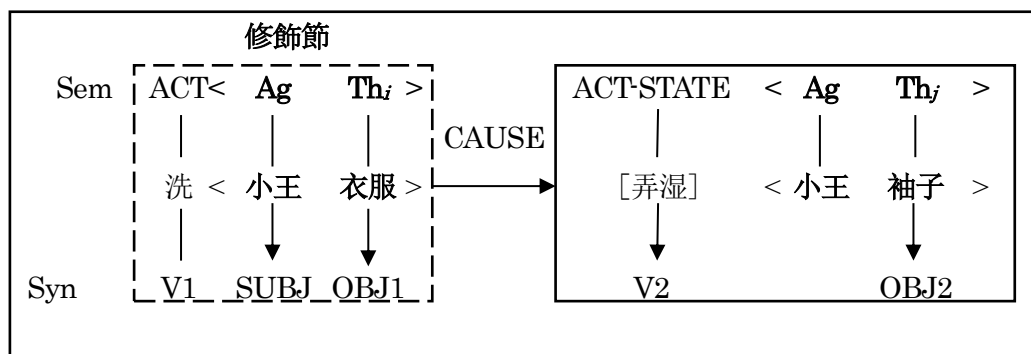 修飾節
Sem ACT< Ag Thi > ACT-STATE < Ag Thj >
CAUSE
洗 < 小王 衣服 > [弄湿] < 小王 袖子 >
Syn V1 SUBJ OBJ1 V2 OBJ2